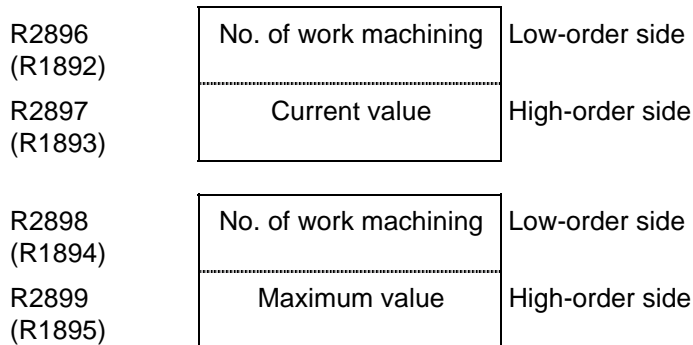 R2896 No. of work machining Low-order side
(R1892)
R2897 Current value High-order side
(R1893)
R2898 No. of work machining Low-order side
(R1894)
R2899 Maximum value High-order side
(R1895)